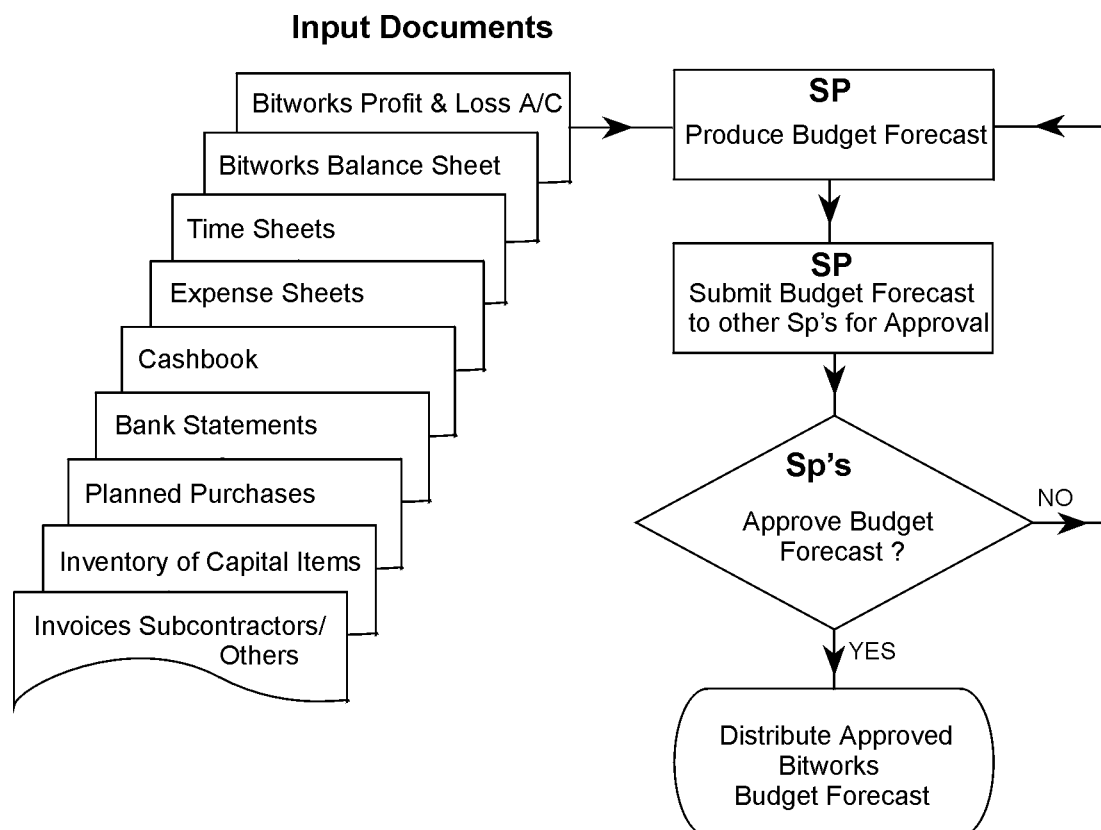 Input Documents
Bitworks Profit & Loss A/C
Bitworks Balance Sheet
Time Sheets
Expense Sheets
Cashbook
Bank Statements
Planned Purchases
Inventory of Capital Items
Invoices Subcontractors/
Others
SP
Produce Budget Forecast
SP
Submit Budget Forecast
to other Sp's for Approval
Sp's
Approve Budget
Forecast ?
NO
YES
Distribute Approved
Bitworks
Budget Forecast